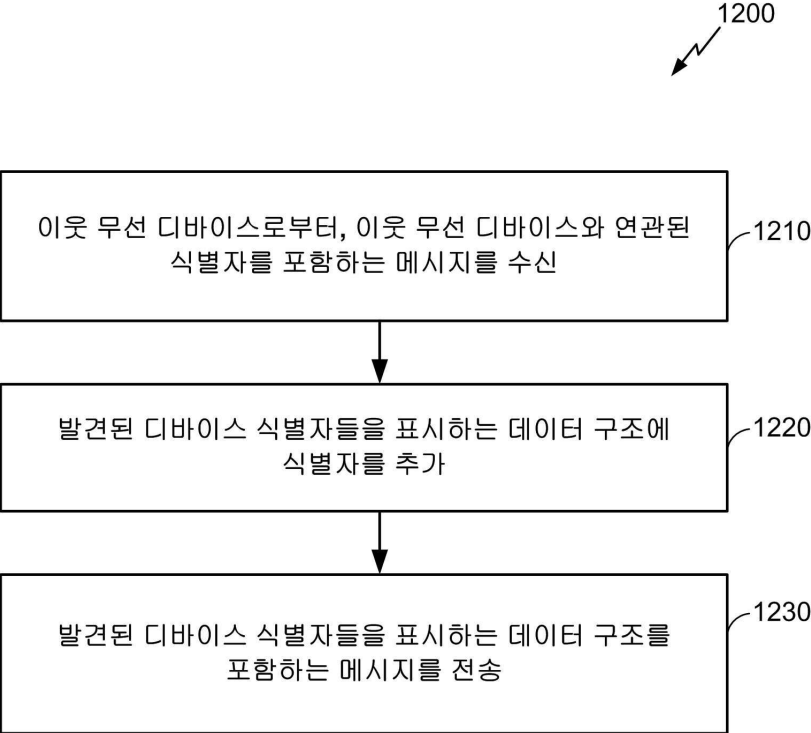 1200
이웃 무선 디바이스로부터, 이웃 무선 디바이스와 연관된
식별자를 포함하는 메시지를 수신
1210
발견된 디바이스 식별자들을 표시하는 데이터 구조에
식별자를 추가
1220
발견된 디바이스 식별자들을 표시하는 데이터 구조를
포함하는 메시지를 전송
1230